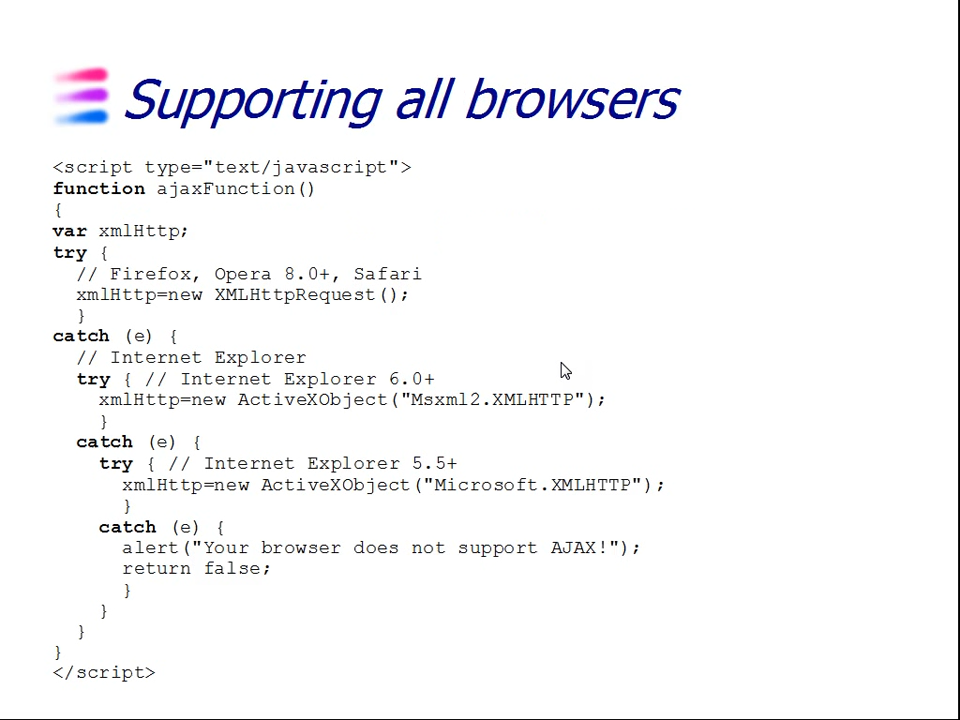 Supporting all browsers
<script type="text/javascript">
function ajaxFunction()
{
var xmlHttp;
try {
// Firefox, Opera 8.0+, Safari
xmlHttp=new XMLHttpRequest();
}
catch (e) {
// Internet Explorer
try { // Internet Explorer 6.0+
xmlHttp=new ActiveXObject("Msxml2.XMLHTTP");
}
catch (e) {
try { // Internet Explorer 5.5+
xmlHttp=new ActiveXObject("Microsoft.XMLHTTP");
}
catch (e) {
alert("Your browser does not support AJAX!");
return false;
}
}
}
}
</script>